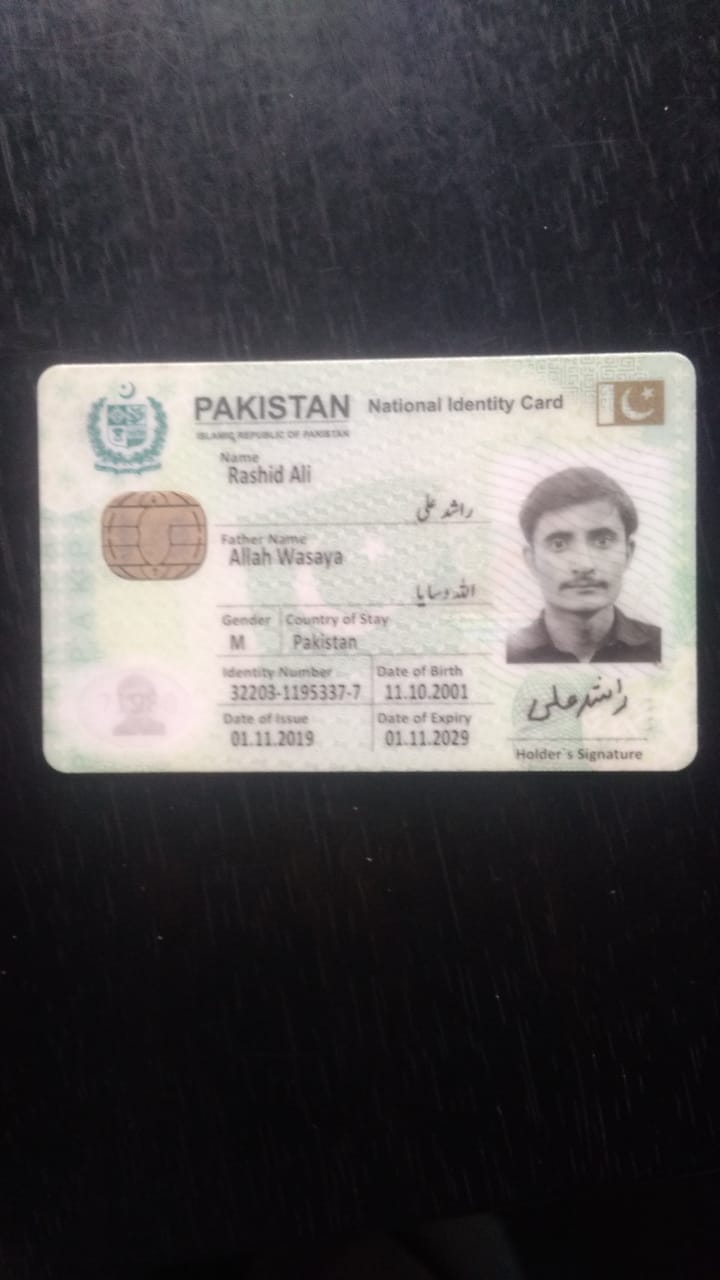 PAKISTAN National Identity Card
ISLAMIC REPUBLIC OF PAKISTAN
Name
Rashid Ali
راشد علی
Father Name
Allah Wasaya
اللہ وسایا
Gender Country of Stay
M Pakistan
Identity Number Date of Birth
32203-1195337-7 11.10.2001
Date of Issue Date of Expiry
01.11.2019 01.11.2029
راشد علی
Holder`s Signature